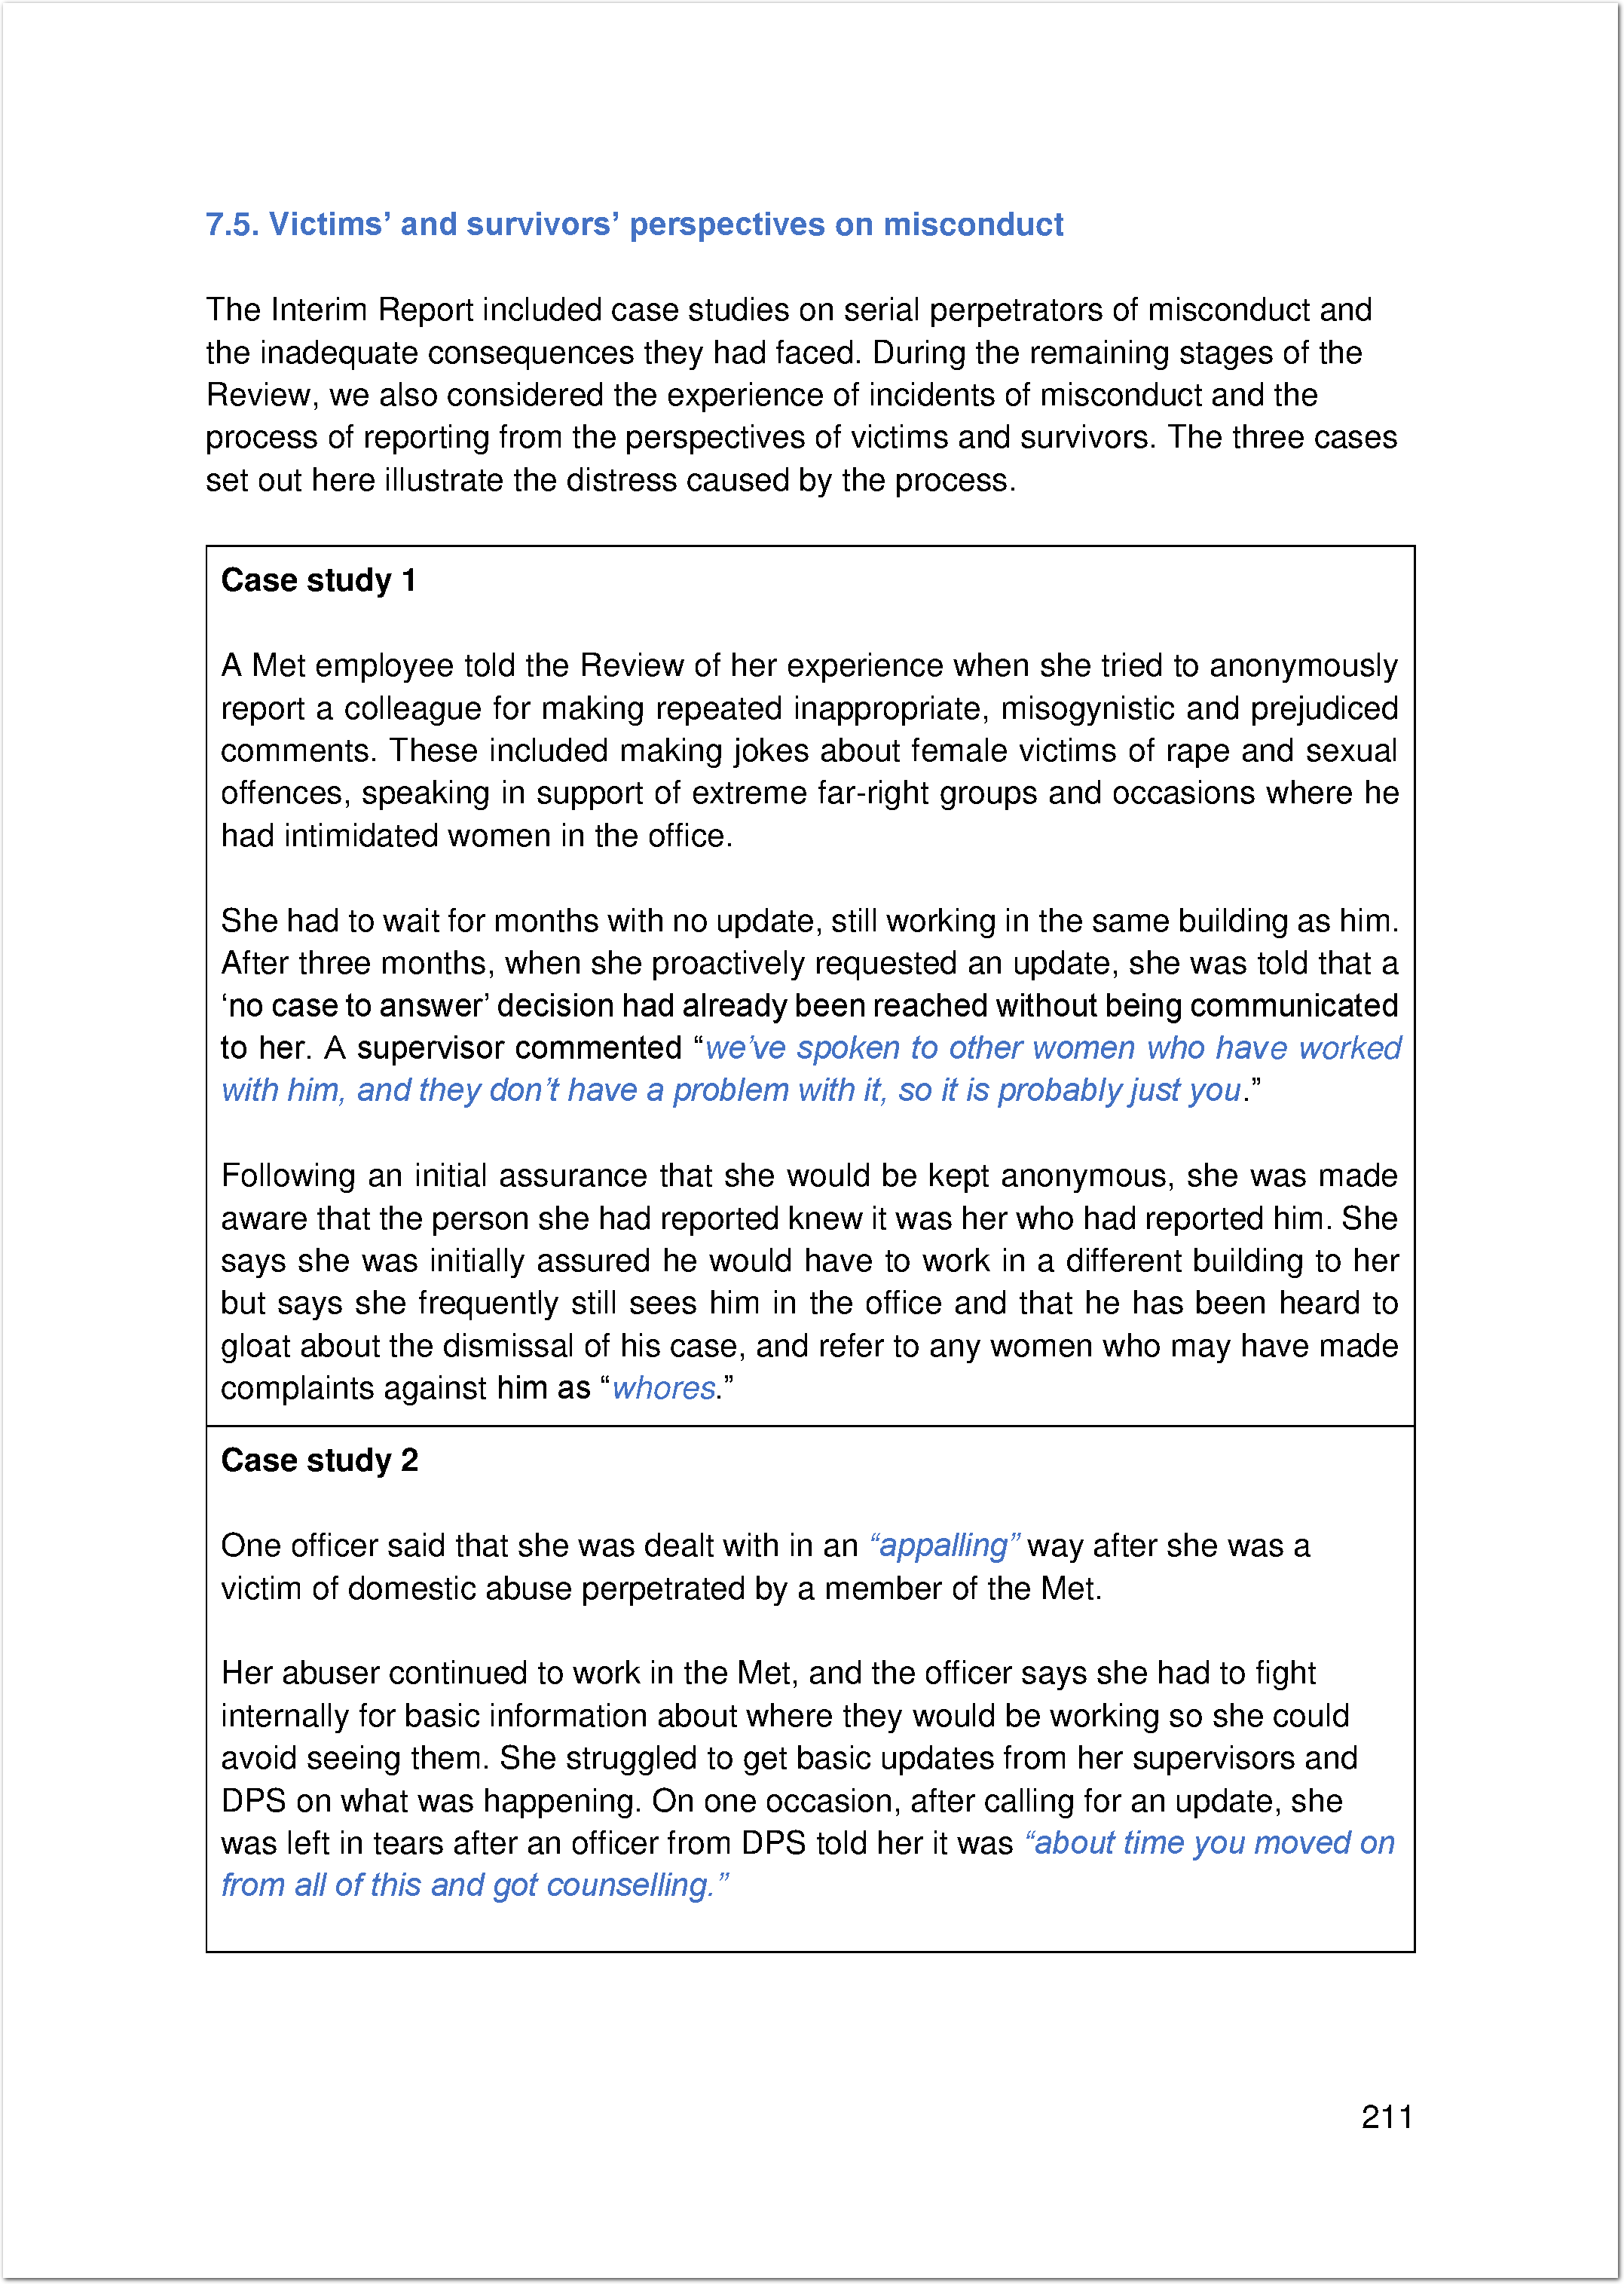 7.5. Victims’ and survivors’ perspectives on misconduct
The Interim Report included case studies on serial perpetrators of misconduct and
the inadequate consequences they had faced. During the remaining stages of the
Review, we also considered the experience of incidents of misconduct and the
process of reporting from the perspectives of victims and survivors. The three cases
set out here illustrate the distress caused by the process.
Case study 1
A Met employee told the Review of her experience when she tried to anonymously
report a colleague for making repeated inappropriate, misogynistic and prejudiced
comments. These included making jokes about female victims of rape and sexual
offences, speaking in support of extreme far-right groups and occasions where he
had intimidated women in the office.
She had to wait for months with no update, still working in the same building as him.
After three months, when she proactively requested an update, she was told that a
‘no case to answer’ decision had already been reached without being communicated
to her. A supervisor commented “we’ve spoken to other women who have worked
with him, and they don’t have a problem with it, so it is probably just you.”
Following an initial assurance that she would be kept anonymous, she was made
aware that the person she had reported knew it was her who had reported him. She
says she was initially assured he would have to work in a different building to her
but says she frequently still sees him in the office and that he has been heard to
gloat about the dismissal of his case, and refer to any women who may have made
complaints against him as “whores.”
Case study 2
One officer said that she was dealt with in an “appalling” way after she was a
victim of domestic abuse perpetrated by a member of the Met.
Her abuser continued to work in the Met, and the officer says she had to fight
internally for basic information about where they would be working so she could
avoid seeing them. She struggled to get basic updates from her supervisors and
DPS on what was happening. On one occasion, after calling for an update, she
was left in tears after an officer from DPS told her it was “about time you moved on
from all of this and got counselling.”
211